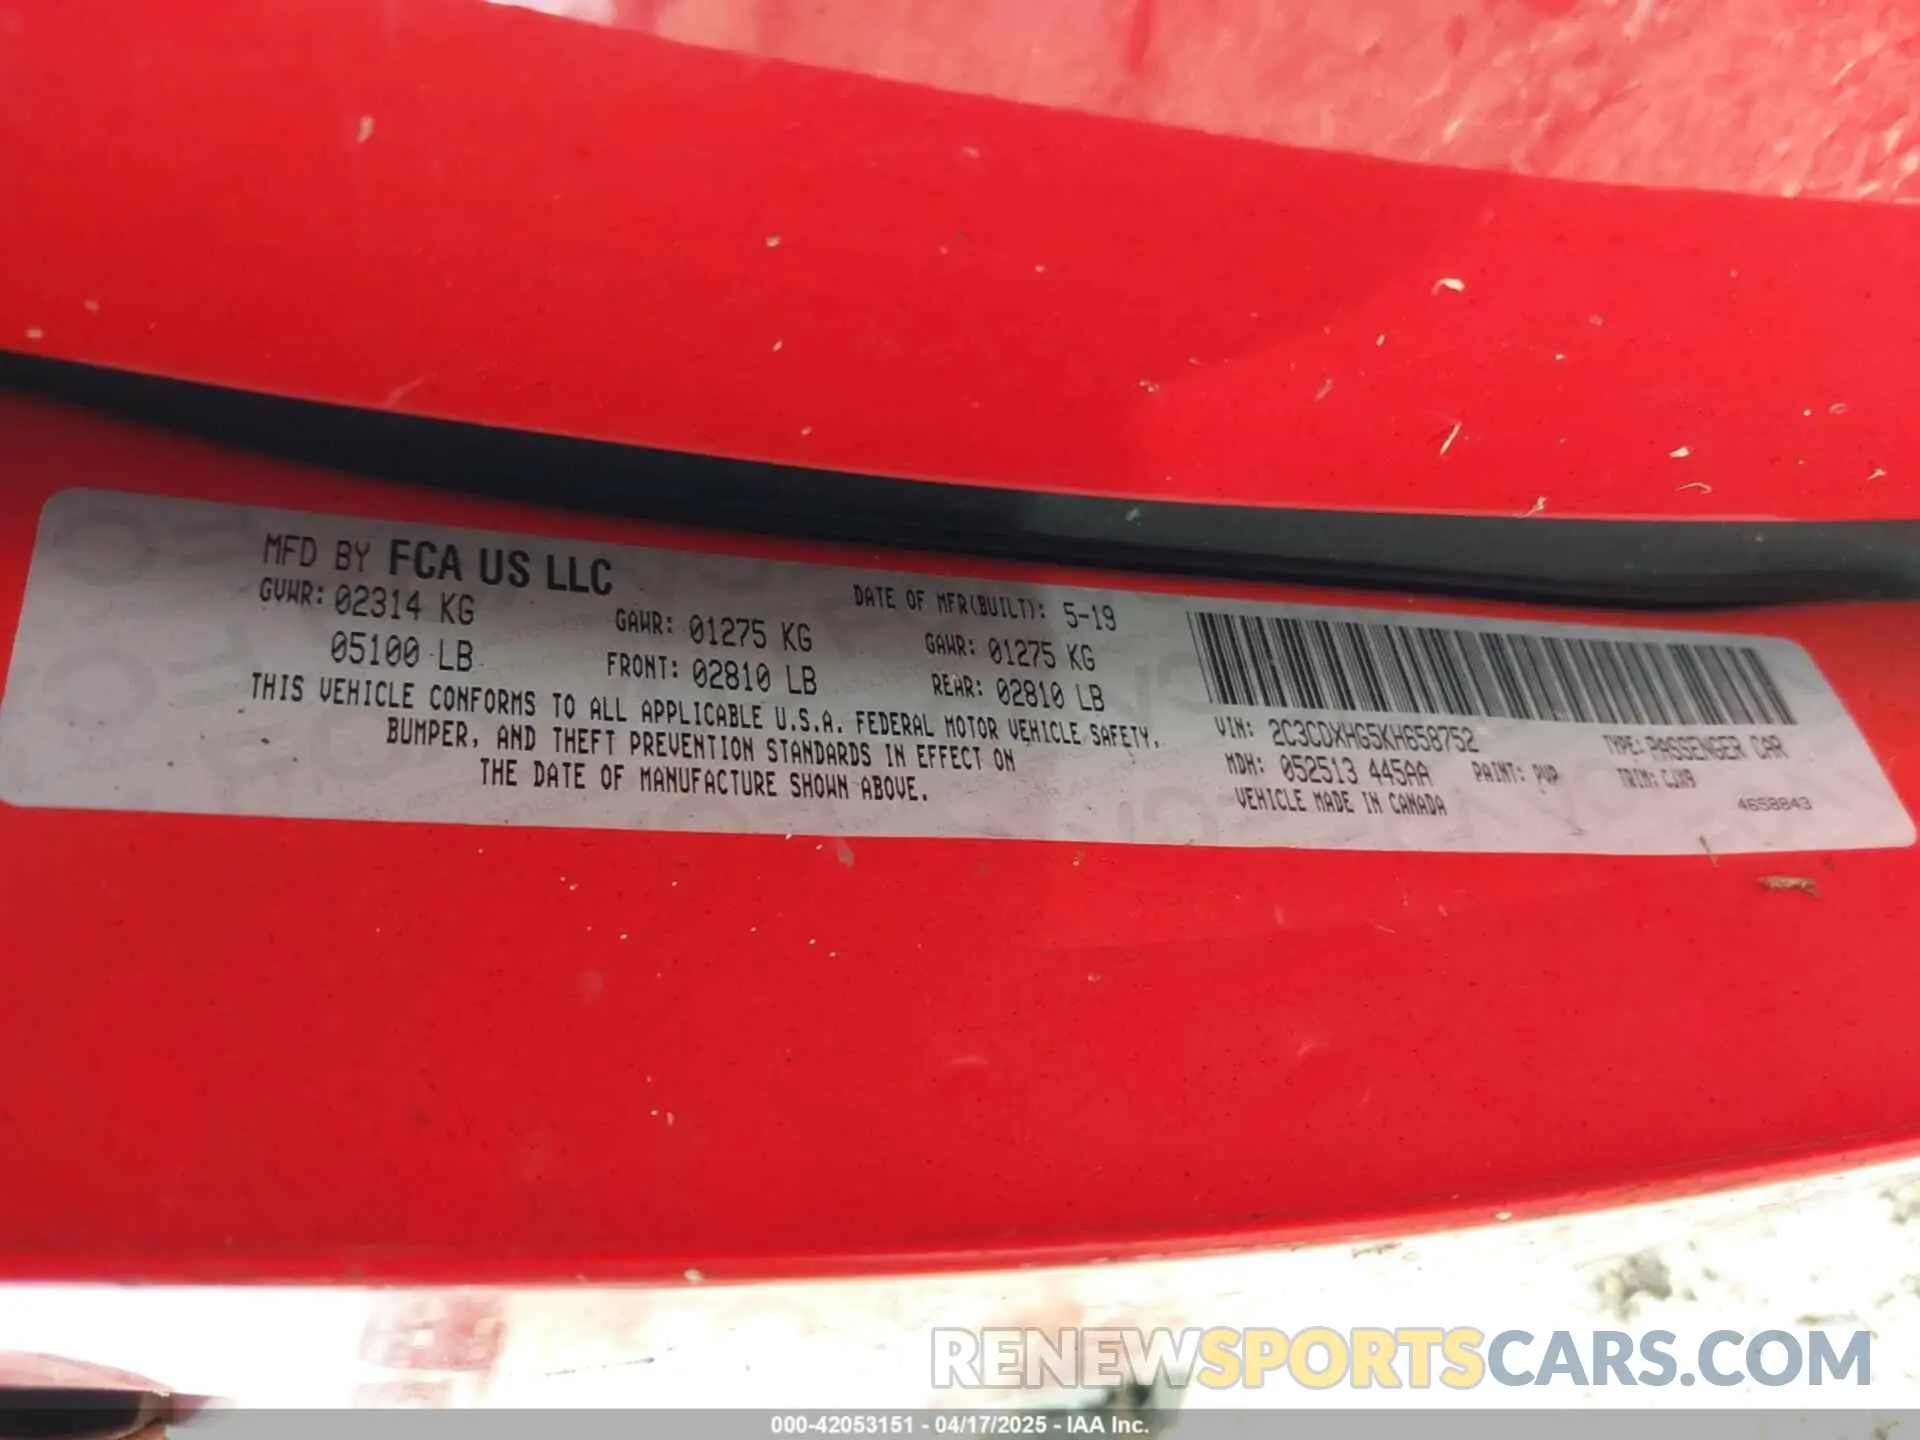 MFD BY FCA US LLC
DATE OF MFR(BUILT): 5-19
GVWR: 02314 KG
05100 LB
GAWR: 01275 KG
FRONT: 02810 LB
GAWR: 01275 KG
REAR: 02810 LB
THIS VEHICLE CONFORMS TO ALL APPLICABLE U.S.A. FEDERAL MOTOR VEHICLE SAFETY,
BUMPER, AND THEFT PREVENTION STANDARDS IN EFFECT ON
THE DATE OF MANUFACTURE SHOWN ABOVE.
VIN: 2C3CDXHG5KH658752
TYPE: PASSENGER CAR
MDH: 052513 445AA
PAINT: PVP
TRIM: CJX9
VEHICLE MADE IN CANADA
4658843
RENEWSPORTSCARS.COM
000-42053151 - 04/17/2025 - IAA Inc.